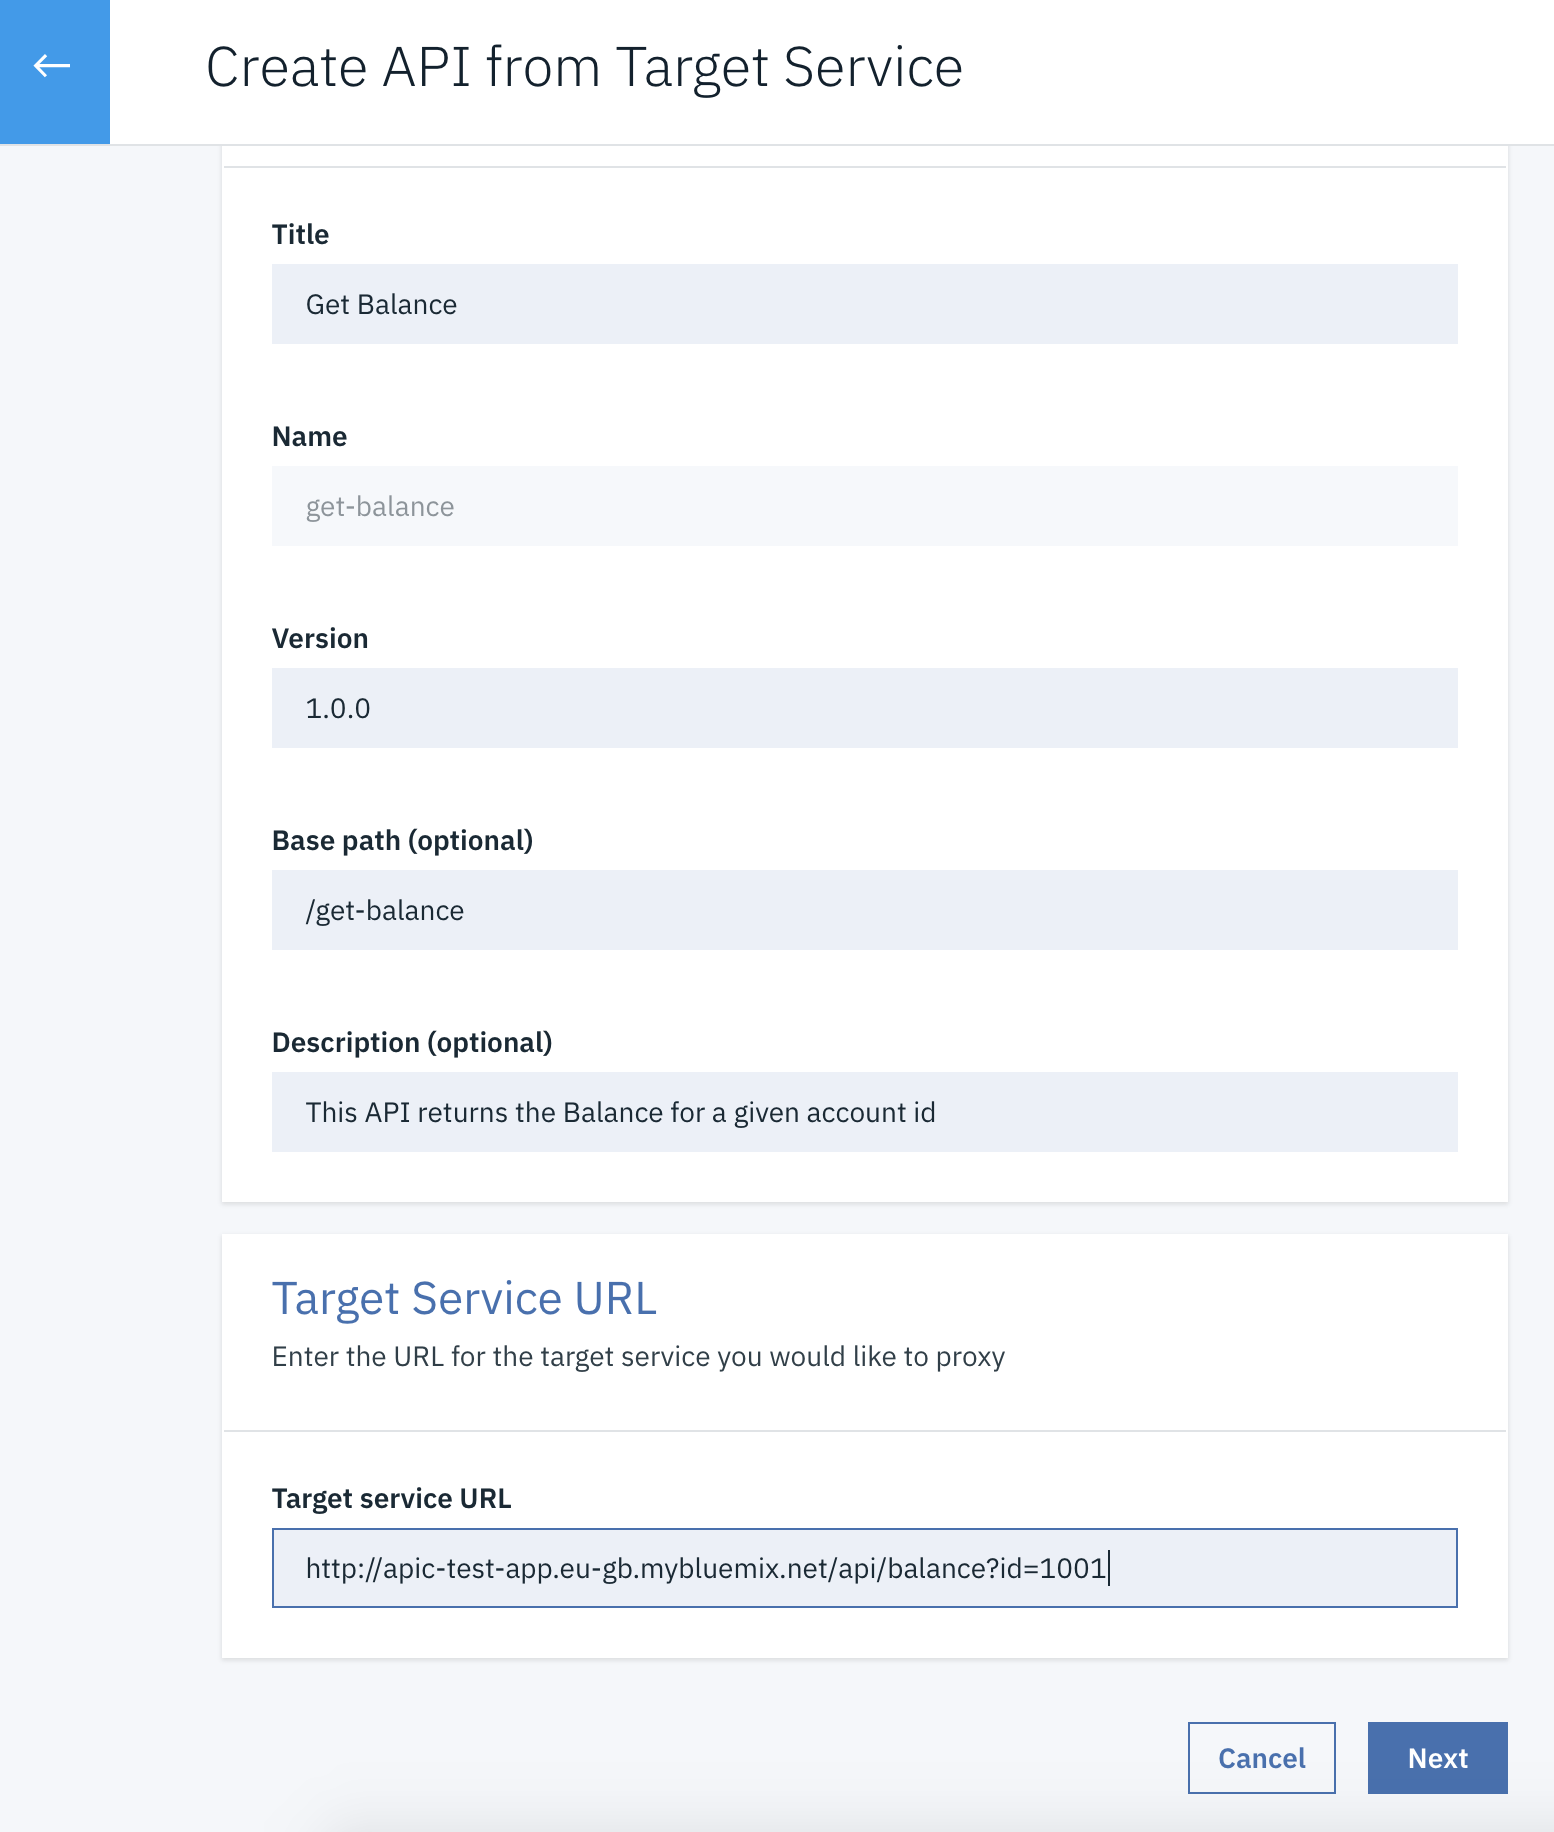 Create API from Target Service
Title
Get Balance
Name
get-balance
Version
1.0.0
Base path (optional)
/get-balance
Description (optional)
This API returns the Balance for a given account id
Target Service URL
Enter the URL for the target service you would like to proxy
Target service URL
http://apic-test-app.eu-gb.mybluemix.net/api/balance?id=1001
Cancel Next